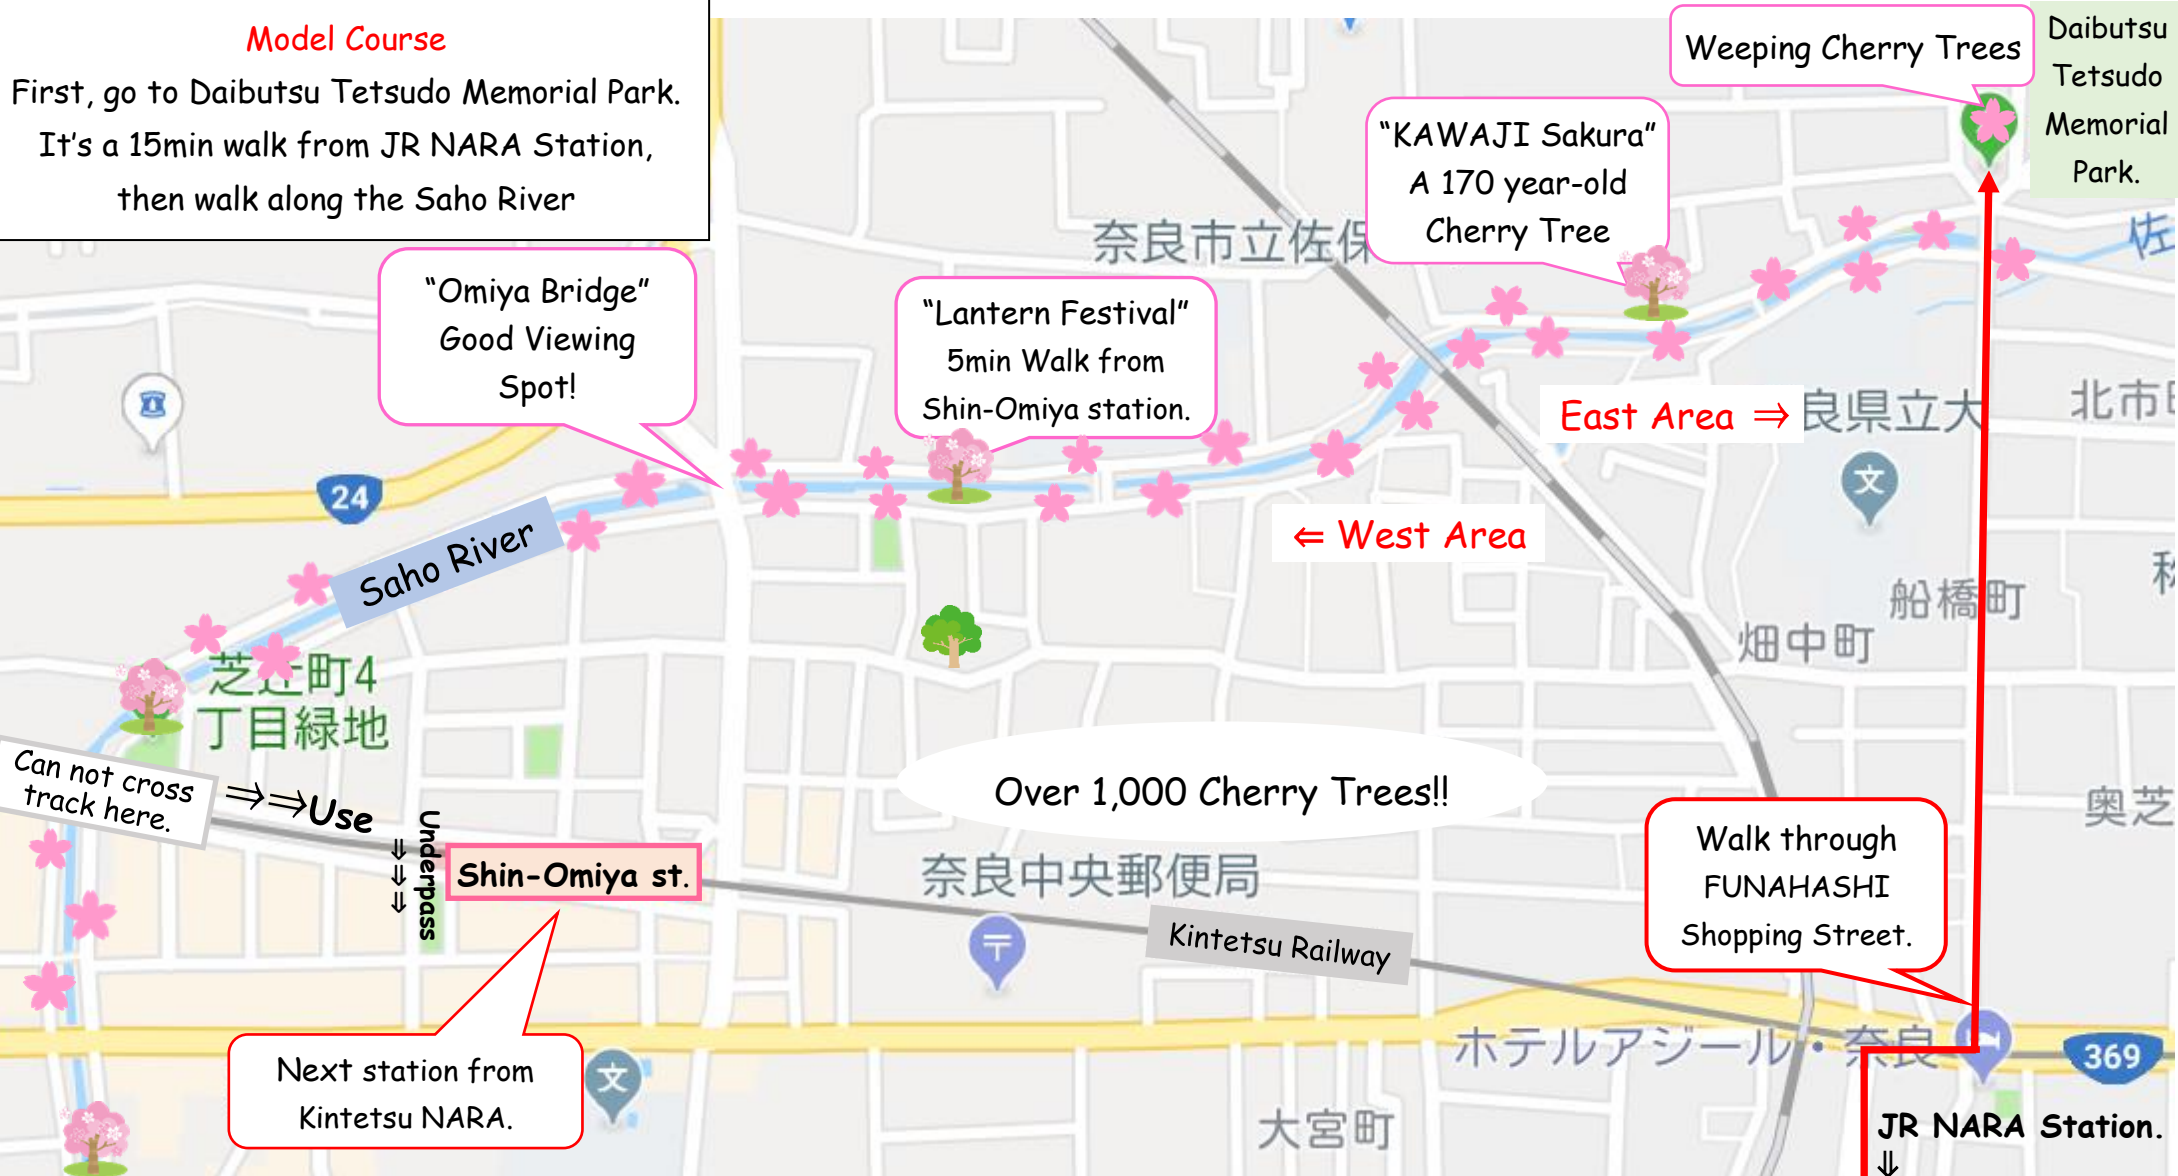 Model Course
First, go to Daibutsu Tetsudo Memorial Park.
It's a 15min walk from JR NARA Station,
then walk along the Saho River
Weeping Cherry Trees
Daibutsu
Tetsudo
Memorial
Park.
"KAWAJI Sakura"
A 170 year-old
Cherry Tree
奈良市立佐保
佐
"Omiya Bridge"
Good Viewing
Spot!
"Lantern Festival"
5min Walk from
Shin-Omiya station.
East Area ⇒
良県立大
北市
文
24
⇐ West Area
Saho River
船橋町
畑中町
芝辻町4
丁目緑地
Can not cross
track here.
⇒⇒Use
Underpass
⇓
⇓
⇓
Shin-Omiya st.
Over 1,000 Cherry Trees!!
奥芝
奈良中央郵便局
〒
Kintetsu Railway
Walk through
FUNAHASHI
Shopping Street.
Next station from
Kintetsu NARA.
文
ホテルアジール・奈良
369
大宮町
JR NARA Station.
⇓